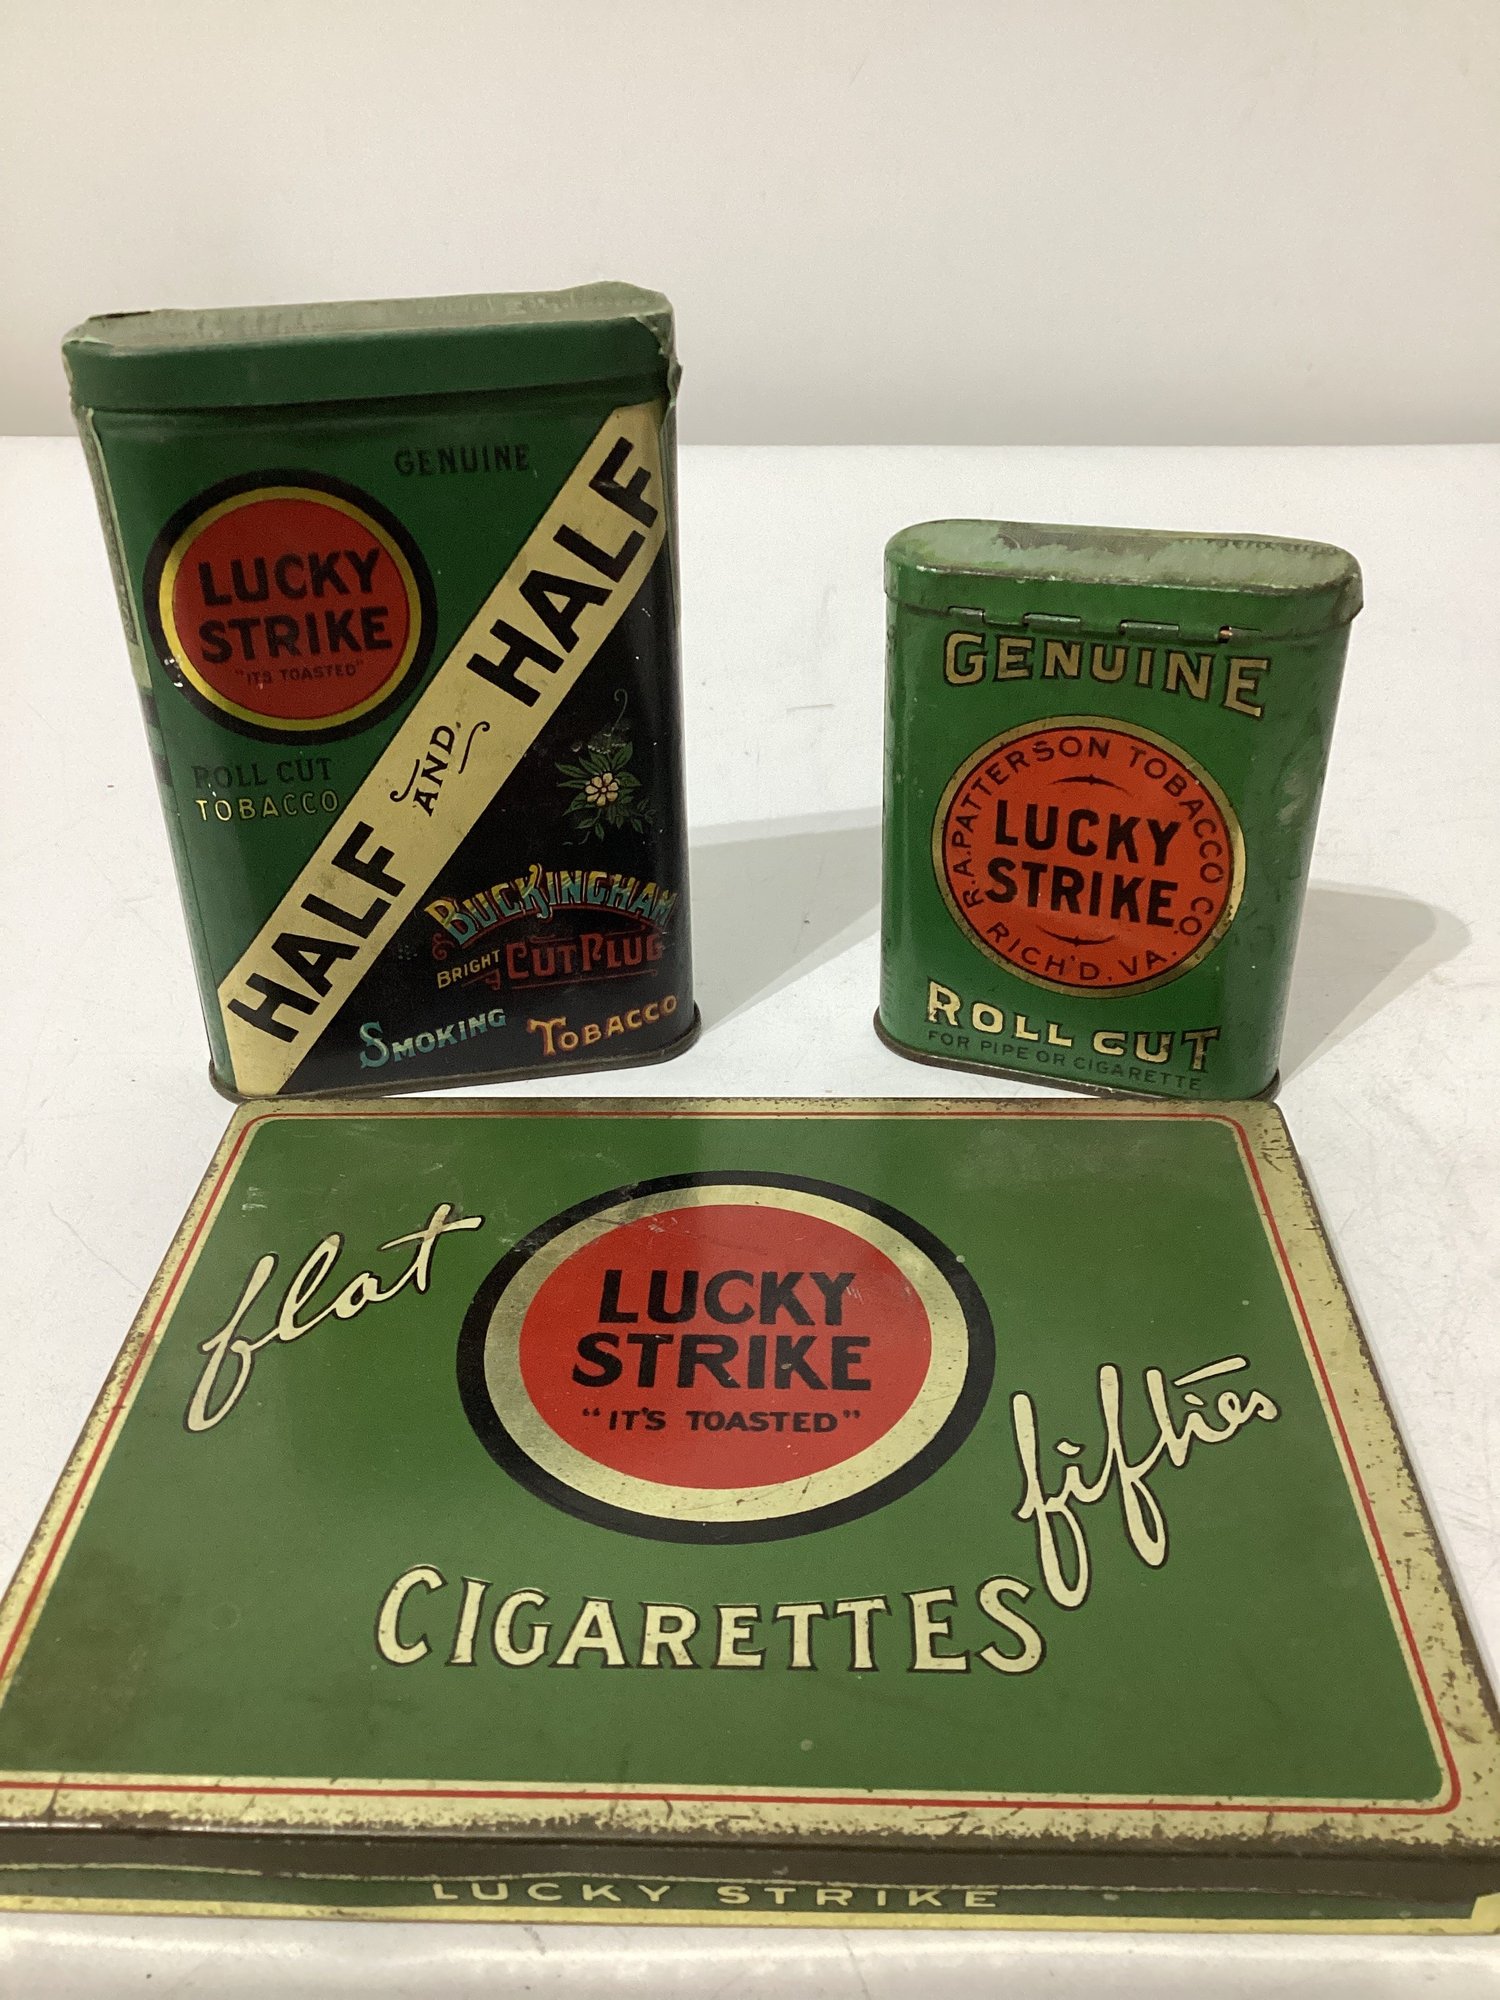 GENUINE
LUCKY
STRIKE
"IT'S TOASTED"
ROLL CUT
TOBACCO
HALF AND HALF
BUCKINGHAM
BRIGHT CUT PLUG
SMOKING TOBACCO
GENUINE
R.A. PATTERSON TOBACCO CO.
LUCKY
STRIKE
RICH'D. VA.
ROLL CUT
FOR PIPE OR CIGARETTE
flat
LUCKY
STRIKE
"IT'S TOASTED"
fifties
CIGARETTES
LUCKY STRIKE